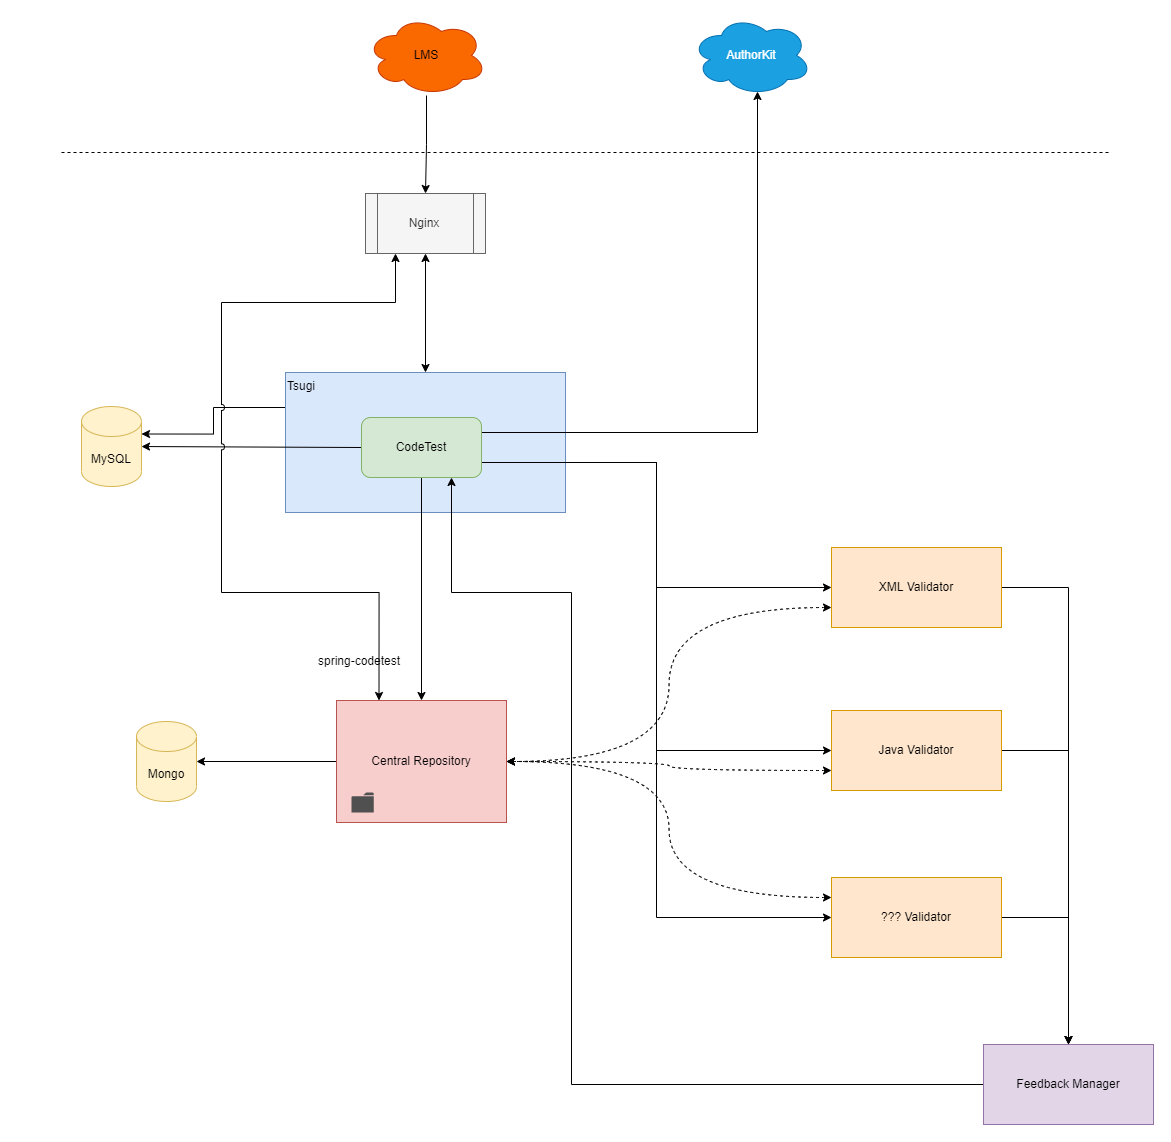 LMS
AuthorKit
Nginx
Tsugi
CodeTest
MySQL
XML Validator
spring-codetest
Java Validator
Central Repository
Mongo
??? Validator
Feedback Manager